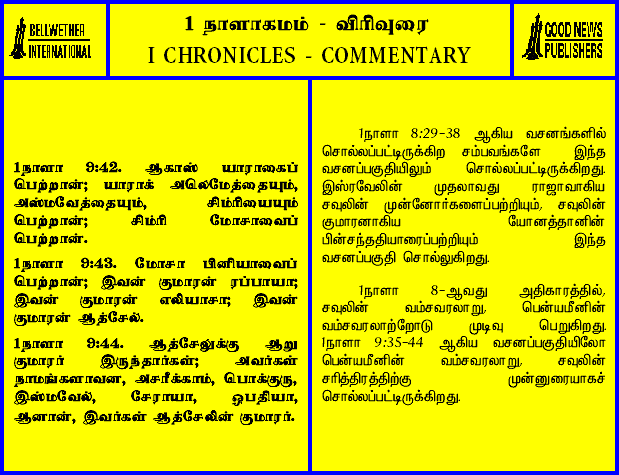 BELLWETHER
INTERNATIONAL
1 நாளாகமம் - விரிவுரை
I CHRONICLES - COMMENTARY
GOOD NEWS
PUBLISHERS
1நாளா 9:42. ஆகாஸ் யாராகைப்
பெற்றான்; யாராக் அலெமேத்தையும்,
அஸ்மவேத்தையும், சிம்ரியையும்
பெற்றான்; சிம்ரி மோசாவைப்
பெற்றான்.
1நாளா 9:43. மோசா பினியாவைப்
பெற்றான்; இவன் குமாரன் ரப்பாயா;
இவன் குமாரன் எலியாசா; இவன்
குமாரன் ஆத்சேல்.
1நாளா 9:44. ஆத்சேலுக்கு ஆறு
குமாரர் இருந்தார்கள்; அவர்கள்
நாமங்களாவன, அசரீக்காம், பொக்குரு,
இஸ்மவேல், சேராயா, ஒபதியா,
ஆனான், இவர்கள் ஆத்சேலின் குமாரர்.
1நாளா 8:29-38 ஆகிய வசனங்களில்
சொல்லப்பட்டிருக்கிற சம்பவங்களே இந்த
வசனப்பகுதியிலும் சொல்லப்பட்டிருக்கிறது.
இஸ்ரவேலின் முதலாவது ராஜாவாகிய
சவுலின் முன்னோர்களைப்பற்றியும், சவுலின்
குமாரனாகிய யோனத்தானின்
பின்சந்ததியாரைப்பற்றியும் இந்த
வசனப்பகுதி சொல்லுகிறது.
1நாளா 8-ஆவது அதிகாரத்தில்,
சவுலின் வம்சவரலாறு, பென்யமீனின்
வம்சவரலாற்றோடு முடிவு பெறுகிறது.
1நாளா 9:35-44 ஆகிய வசனப்பகுதியிலோ
பென்யமீனின் வம்சவரலாறு, சவுலின்
சரித்திரத்திற்கு முன்னுரையாகச்
சொல்லப்பட்டிருக்கிறது.